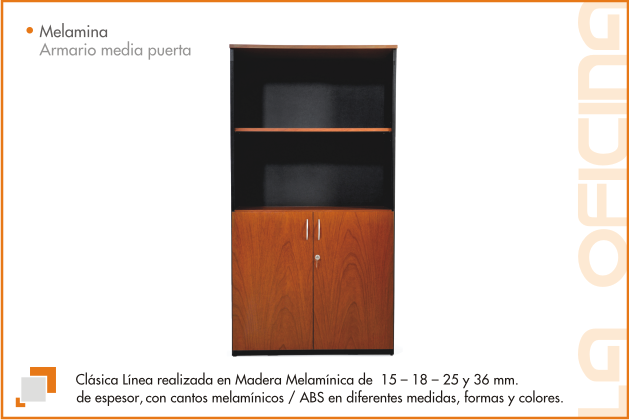 • Melamina
Armario media puerta
LA OFICINA
Clásica Línea realizada en Madera Melamínica de 15 – 18 – 25 y 36 mm.
de espesor, con cantos melamínicos / ABS en diferentes medidas, formas y colores.